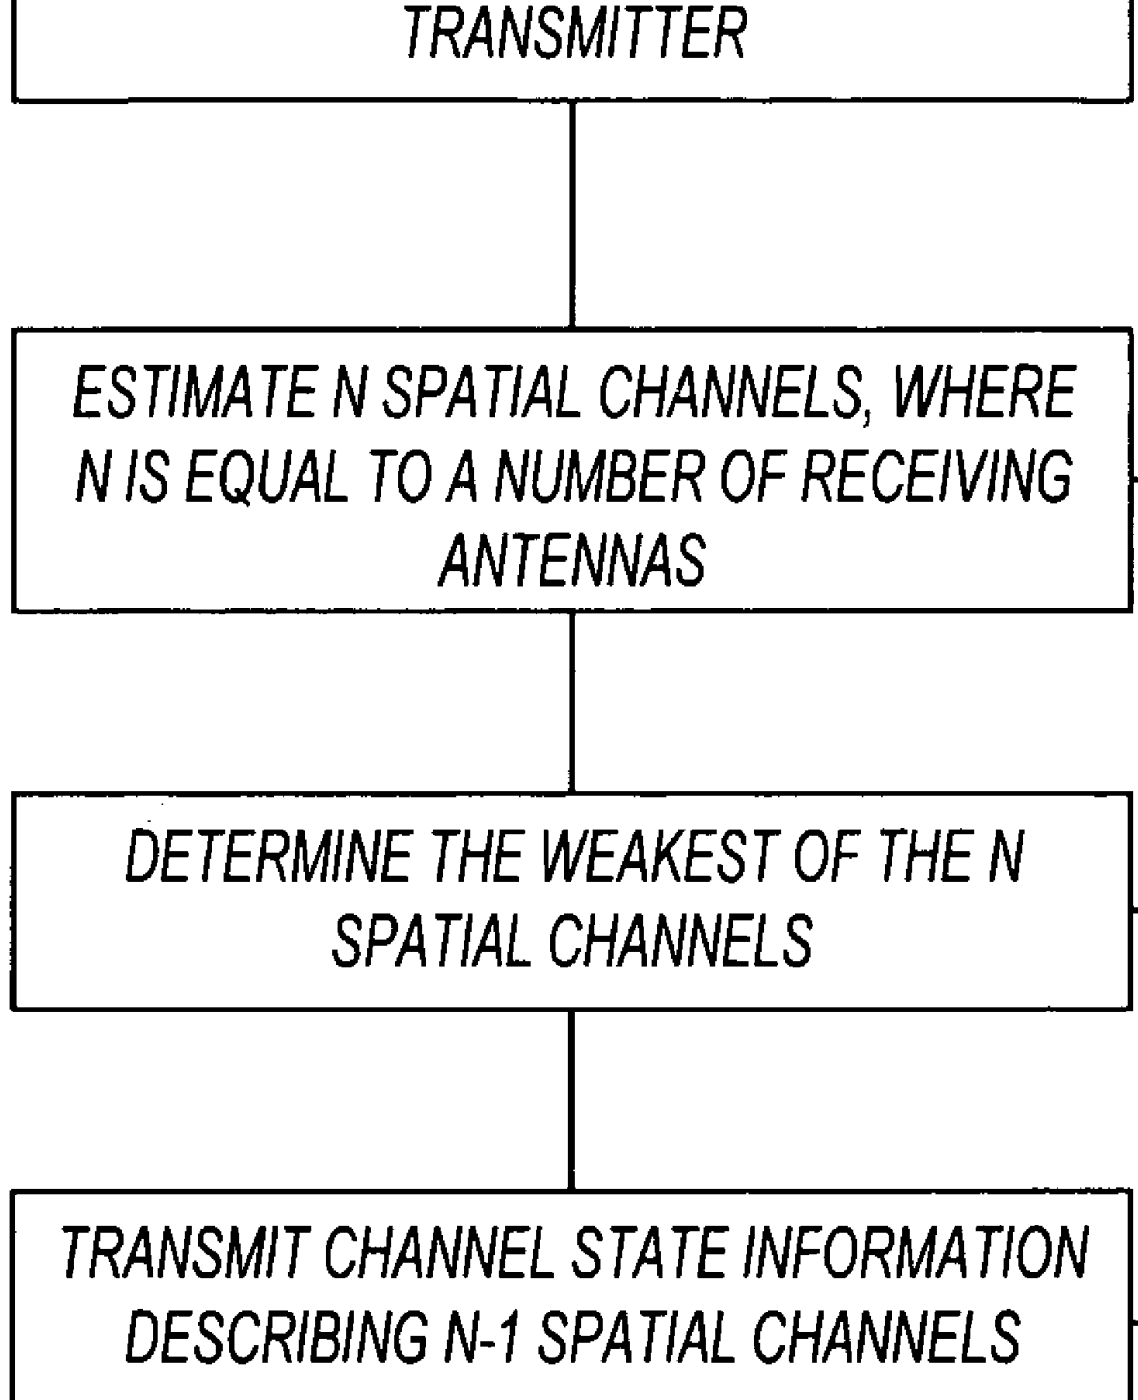 TRANSMITTER
ESTIMATE N SPATIAL CHANNELS, WHERE
N IS EQUAL TO A NUMBER OF RECEIVING
ANTENNAS
DETERMINE THE WEAKEST OF THE N
SPATIAL CHANNELS
TRANSMIT CHANNEL STATE INFORMATION
DESCRIBING N-1 SPATIAL CHANNELS